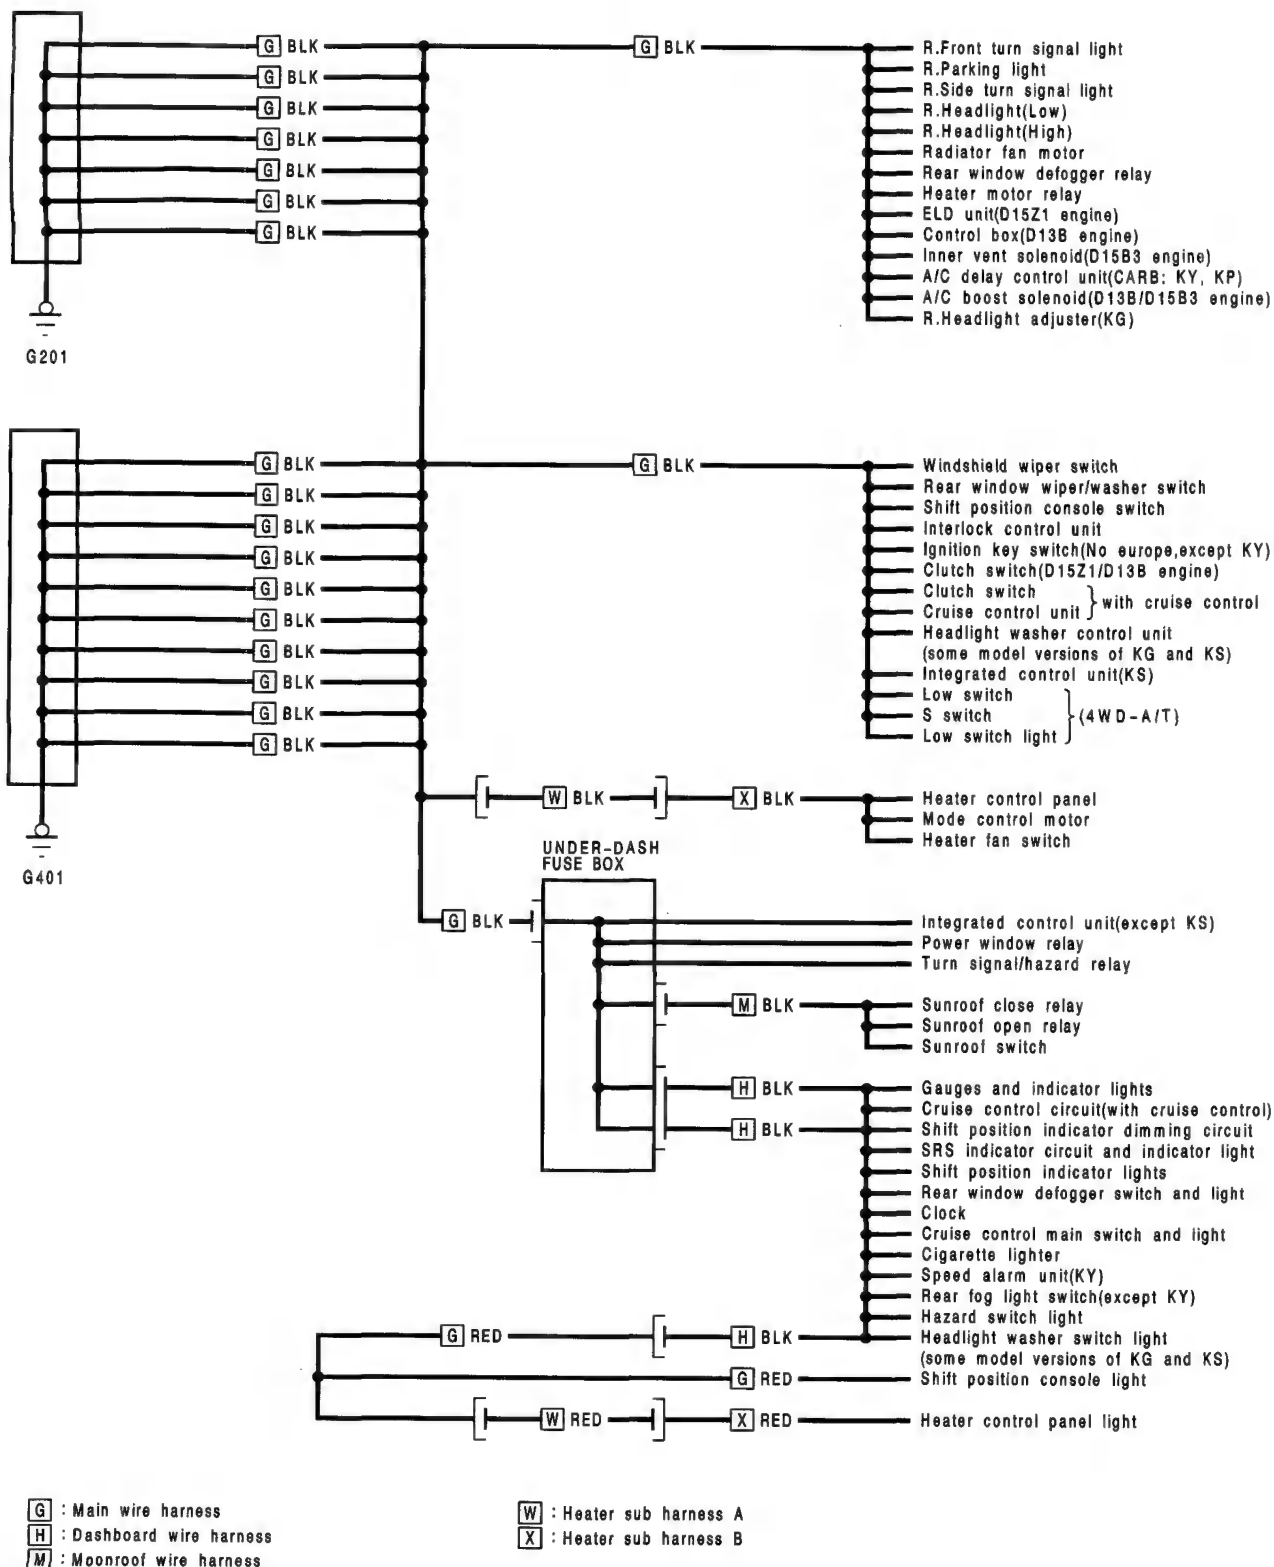 G BLK
G BLK
G BLK
G BLK
G BLK
G BLK
G BLK
G201
G BLK
R.Front turn signal light
R.Parking light
R.Side turn signal light
R.Headlight(Low)
R.Headlight(High)
Radiator fan motor
Rear window defogger relay
Heater motor relay
ELD unit(D15Z1 engine)
Control box(D13B engine)
Inner vent solenoid(D15B3 engine)
A/C delay control unit(CARB: KY, KP)
A/C boost solenoid(D13B/D15B3 engine)
R.Headlight adjuster(KG)
G BLK
G BLK
G BLK
G BLK
G BLK
G BLK
G BLK
G BLK
G BLK
G BLK
G401
G BLK
Windshield wiper switch
Rear window wiper/washer switch
Shift position console switch
Interlock control unit
Ignition key switch(No europe,except KY)
Clutch switch(D15Z1/D13B engine)
Clutch switch
Cruise control unit
with cruise control
Headlight washer control unit
(some model versions of KG and KS)
Integrated control unit(KS)
Low switch
S switch
Low switch light
(4WD-A/T)
W BLK
X BLK
Heater control panel
Mode control motor
Heater fan switch
UNDER-DASH
FUSE BOX
G BLK
Integrated control unit(except KS)
Power window relay
Turn signal/hazard relay
M BLK
Sunroof close relay
Sunroof open relay
Sunroof switch
H BLK
H BLK
Gauges and indicator lights
Cruise control circuit(with cruise control)
Shift position indicator dimming circuit
SRS indicator circuit and indicator light
Shift position indicator lights
Rear window defogger switch and light
Clock
Cruise control main switch and light
Cigarette lighter
Speed alarm unit(KY)
Rear fog light switch(except KY)
Hazard switch light
G RED
H BLK
Headlight washer switch light
(some model versions of KG and KS)
G RED
Shift position console light
W RED
X RED
Heater control panel light
G : Main wire harness
H : Dashboard wire harness
M : Moonroof wire harness
W : Heater sub harness A
X : Heater sub harness B